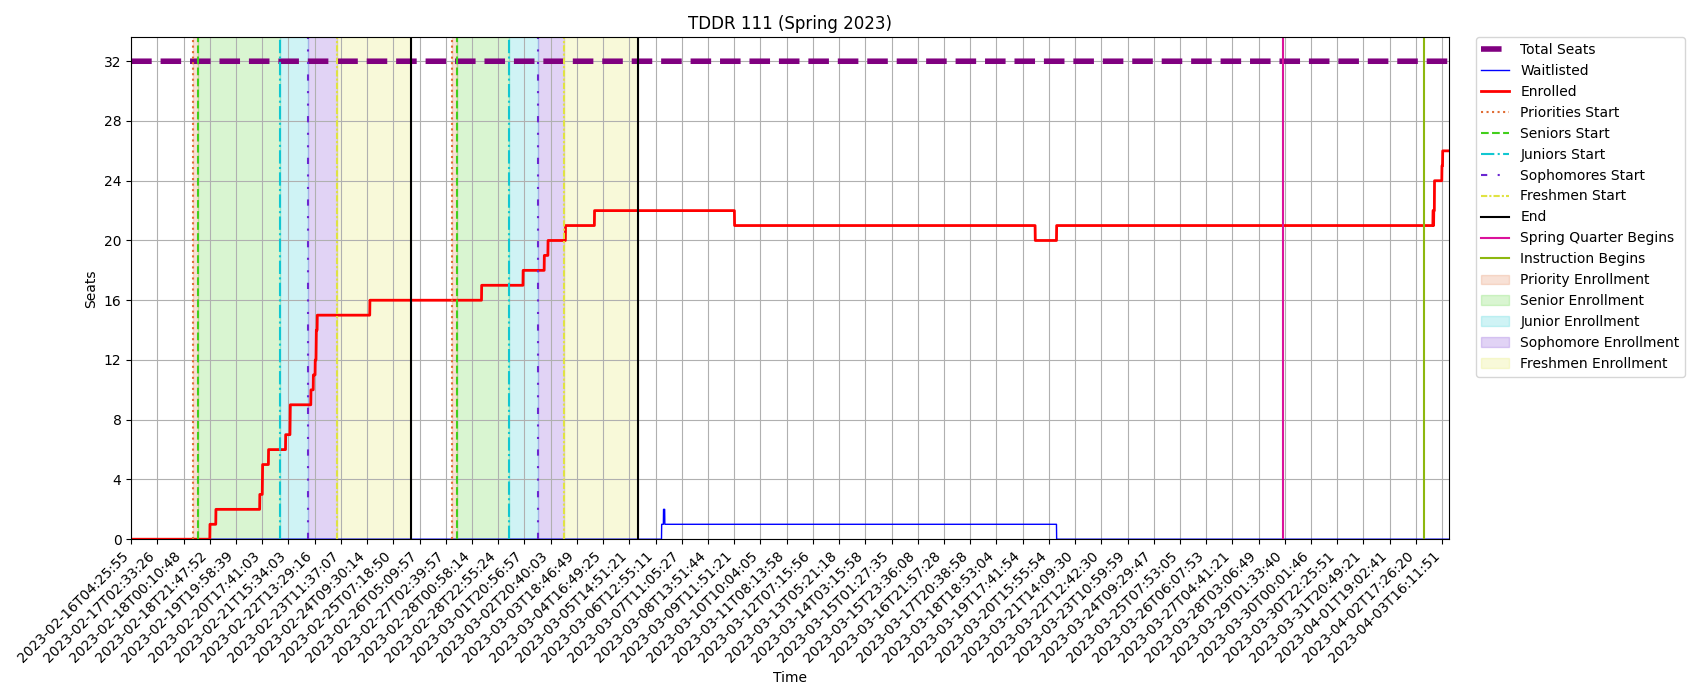 TDDR 111 (Spring 2023)
Seats
32
28
24
20
16
12
8
4
0
2023-02-16T04:25:55
2023-02-17T02:33:26
2023-02-18T00:10:48
2023-02-18T21:47:52
2023-02-19T19:58:39
2023-02-20T17:41:03
2023-02-21T15:34:03
2023-02-22T13:29:16
2023-02-23T11:37:07
2023-02-24T09:30:14
2023-02-25T07:18:50
2023-02-26T05:09:57
2023-02-27T02:39:57
2023-02-28T00:58:14
2023-02-28T22:55:24
2023-03-01T20:56:57
2023-03-02T20:40:03
2023-03-03T18:46:49
2023-03-04T16:49:25
2023-03-05T14:51:21
2023-03-06T12:55:11
2023-03-07T11:05:27
2023-03-08T13:51:44
2023-03-09T11:51:21
2023-03-10T10:04:05
2023-03-11T08:13:58
2023-03-12T07:15:56
2023-03-13T05:21:18
2023-03-14T03:15:58
2023-03-15T01:27:35
2023-03-15T23:36:08
2023-03-16T21:57:28
2023-03-17T20:38:58
2023-03-18T18:53:04
2023-03-19T17:41:54
2023-03-20T15:55:54
2023-03-21T14:09:30
2023-03-22T12:42:30
2023-03-23T10:59:59
2023-03-24T09:29:47
2023-03-25T07:53:05
2023-03-26T06:07:53
2023-03-27T04:41:21
2023-03-28T03:06:49
2023-03-29T01:33:40
2023-03-30T00:01:46
2023-03-30T22:25:51
2023-03-31T20:49:21
2023-04-01T19:02:41
2023-04-02T17:26:20
2023-04-03T16:11:51
Time
Total Seats
Waitlisted
Enrolled
Priorities Start
Seniors Start
Juniors Start
Sophomores Start
Freshmen Start
End
Spring Quarter Begins
Instruction Begins
Priority Enrollment
Senior Enrollment
Junior Enrollment
Sophomore Enrollment
Freshmen Enrollment